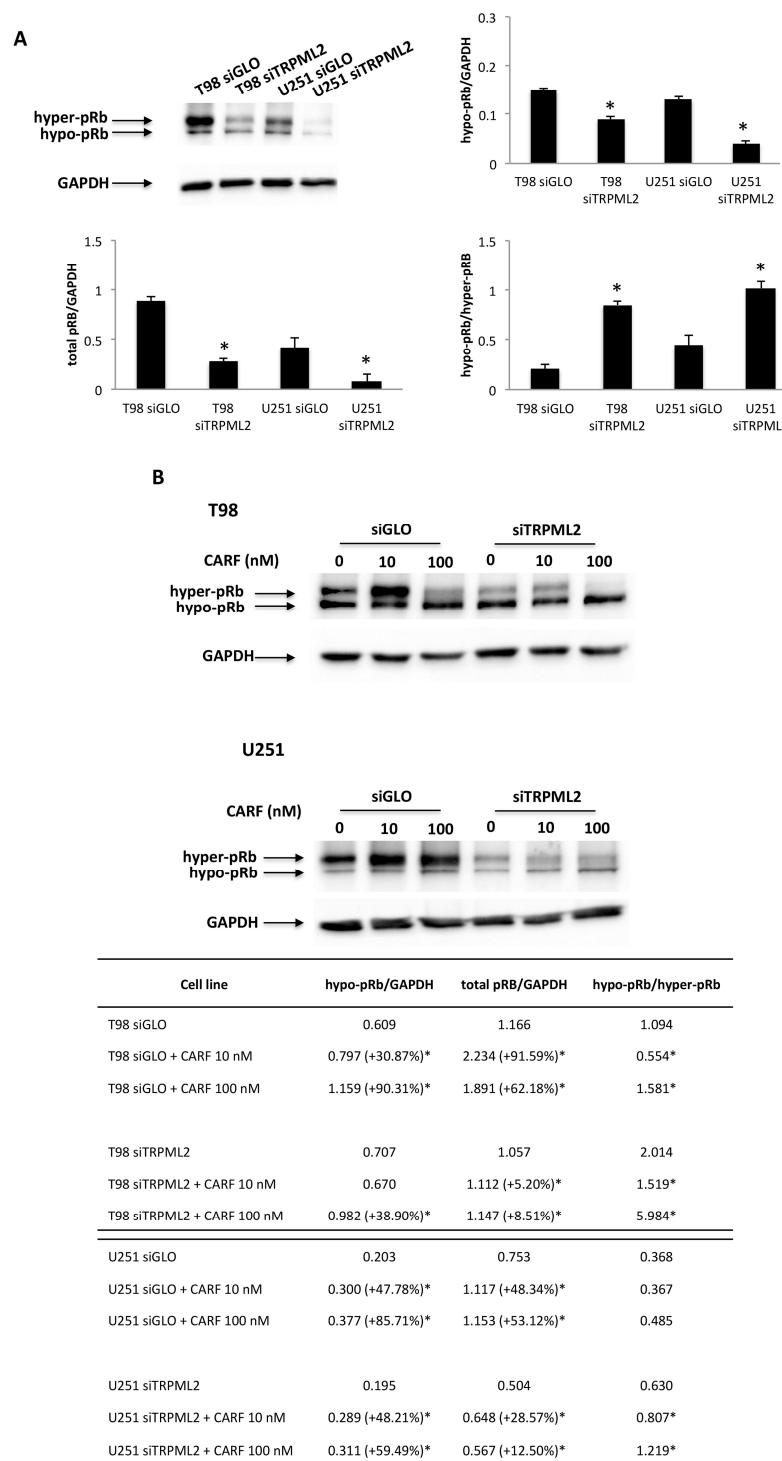 A
T98 siGLO
T98 siTRPML2
U251 siGLO
U251 siTRPML2
hyper-pRb
hypo-pRb
GAPDH
hypo-pRb/GAPDH
0.3
0.2
0.1
0
*
*
T98 siGLO
T98
siTRPML2
U251 siGLO
U251
siTRPML2
total pRB/GAPDH
1.5
1
0.5
0
*
*
T98 siGLO
T98
siTRPML2
U251 siGLO
U251
siTRPML2
hypo-pRb/hyper-pRB
1.5
1
0.5
0
*
*
T98 siGLO
T98
siTRPML2
U251 siGLO
U251
siTRPML
B
T98
siGLO siTRPML2
CARF (nM) 0 10 100 0 10 100
hyper-pRb
hypo-pRb
GAPDH
U251
siGLO siTRPML2
CARF (nM) 0 10 100 0 10 100
hyper-pRb
hypo-pRb
GAPDH
Cell line hypo-pRb/GAPDH total pRB/GAPDH hypo-pRb/hyper-pRb
T98 siGLO 0.609 1.166 1.094
T98 siGLO + CARF 10 nM 0.797 (+30.87%)* 2.234 (+91.59%)* 0.554*
T98 siGLO + CARF 100 nM 1.159 (+90.31%)* 1.891 (+62.18%)* 1.581*
T98 siTRPML2 0.707 1.057 2.014
T98 siTRPML2 + CARF 10 nM 0.670 1.112 (+5.20%)* 1.519*
T98 siTRPML2 + CARF 100 nM 0.982 (+38.90%)* 1.147 (+8.51%)* 5.984*
U251 siGLO 0.203 0.753 0.368
U251 siGLO + CARF 10 nM 0.300 (+47.78%)* 1.117 (+48.34%)* 0.367
U251 siGLO + CARF 100 nM 0.377 (+85.71%)* 1.153 (+53.12%)* 0.485
U251 siTRPML2 0.195 0.504 0.630
U251 siTRPML2 + CARF 10 nM 0.289 (+48.21%)* 0.648 (+28.57%)* 0.807*
U251 siTRPML2 + CARF 100 nM 0.311 (+59.49%)* 0.567 (+12.50%)* 1.219*